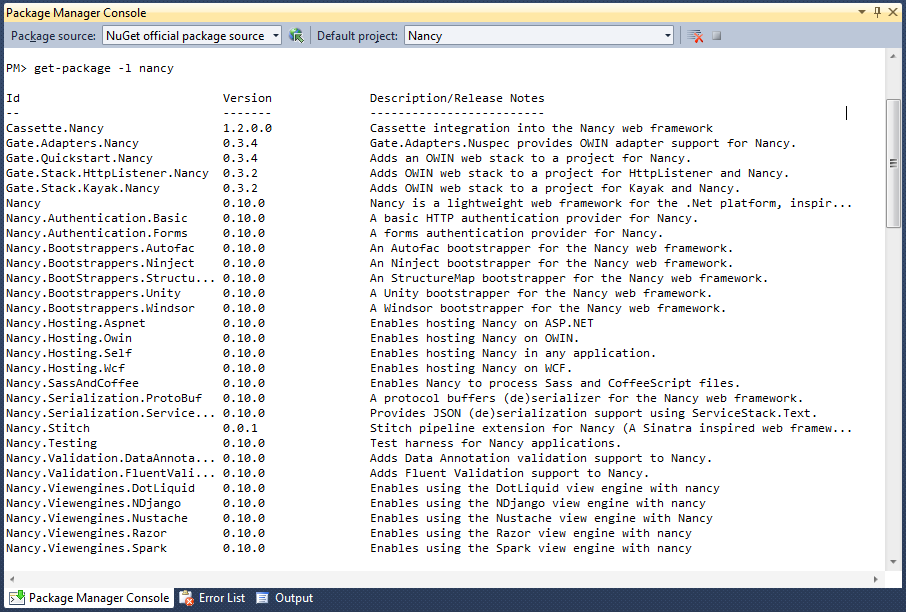 Package Manager Console
Package source: NuGet official package source Default project: Nancy
PM> get-package -l nancy
Id Version Description/Release Notes
-- ------- -------------------------
Cassette.Nancy 1.2.0.0 Cassette integration into the Nancy web framework
Gate.Adapters.Nancy 0.3.4 Gate.Adapters.Nuspec provides OWIN adapter support for Nancy.
Gate.Quickstart.Nancy 0.3.4 Adds an OWIN web stack to a project for Nancy.
Gate.Stack.HttpListener.Nancy 0.3.2 Adds OWIN web stack to a project for HttpListener and Nancy.
Gate.Stack.Kayak.Nancy 0.3.2 Adds OWIN web stack to a project for Kayak and Nancy.
Nancy 0.10.0 Nancy is a lightweight web framework for the .Net platform, inspir...
Nancy.Authentication.Basic 0.10.0 A basic HTTP authentication provider for Nancy.
Nancy.Authentication.Forms 0.10.0 A forms authentication provider for Nancy.
Nancy.Bootstrappers.Autofac 0.10.0 An Autofac bootstrapper for the Nancy web framework.
Nancy.Bootstrappers.Ninject 0.10.0 An Ninject bootstrapper for the Nancy web framework.
Nancy.BootStrappers.Structu... 0.10.0 An StructureMap bootstrapper for the Nancy web framework.
Nancy.Bootstrappers.Unity 0.10.0 A Unity bootstrapper for the Nancy web framework.
Nancy.Bootstrappers.Windsor 0.10.0 A Windsor bootstrapper for the Nancy web framework.
Nancy.Hosting.Aspnet 0.10.0 Enables hosting Nancy on ASP.NET
Nancy.Hosting.Owin 0.10.0 Enables hosting Nancy on OWIN.
Nancy.Hosting.Self 0.10.0 Enables hosting Nancy in any application.
Nancy.Hosting.Wcf 0.10.0 Enables hosting Nancy on WCF.
Nancy.SassAndCoffee 0.10.0 Enables Nancy to process Sass and CoffeeScript files.
Nancy.Serialization.ProtoBuf 0.10.0 A protocol buffers (de)serializer for the Nancy web framework.
Nancy.Serialization.Service... 0.10.0 Provides JSON (de)serialization support using ServiceStack.Text.
Nancy.Stitch 0.0.1 Stitch pipeline extension for Nancy (A Sinatra inspired web framew...
Nancy.Testing 0.10.0 Test harness for Nancy applications.
Nancy.Validation.DataAnnota... 0.10.0 Adds Data Annotation validation support to Nancy.
Nancy.Validation.FluentVali... 0.10.0 Adds Fluent Validation support to Nancy.
Nancy.Viewengines.DotLiquid 0.10.0 Enables using the DotLiquid view engine with nancy
Nancy.Viewengines.NDjango 0.10.0 Enables using the NDjango view engine with nancy
Nancy.Viewengines.Nustache 0.10.0 Enables using the Nustache view engine with Nancy
Nancy.Viewengines.Razor 0.10.0 Enables using the Razor view engine with nancy
Nancy.Viewengines.Spark 0.10.0 Enables using the Spark view engine with nancy
Package Manager Console Error List Output